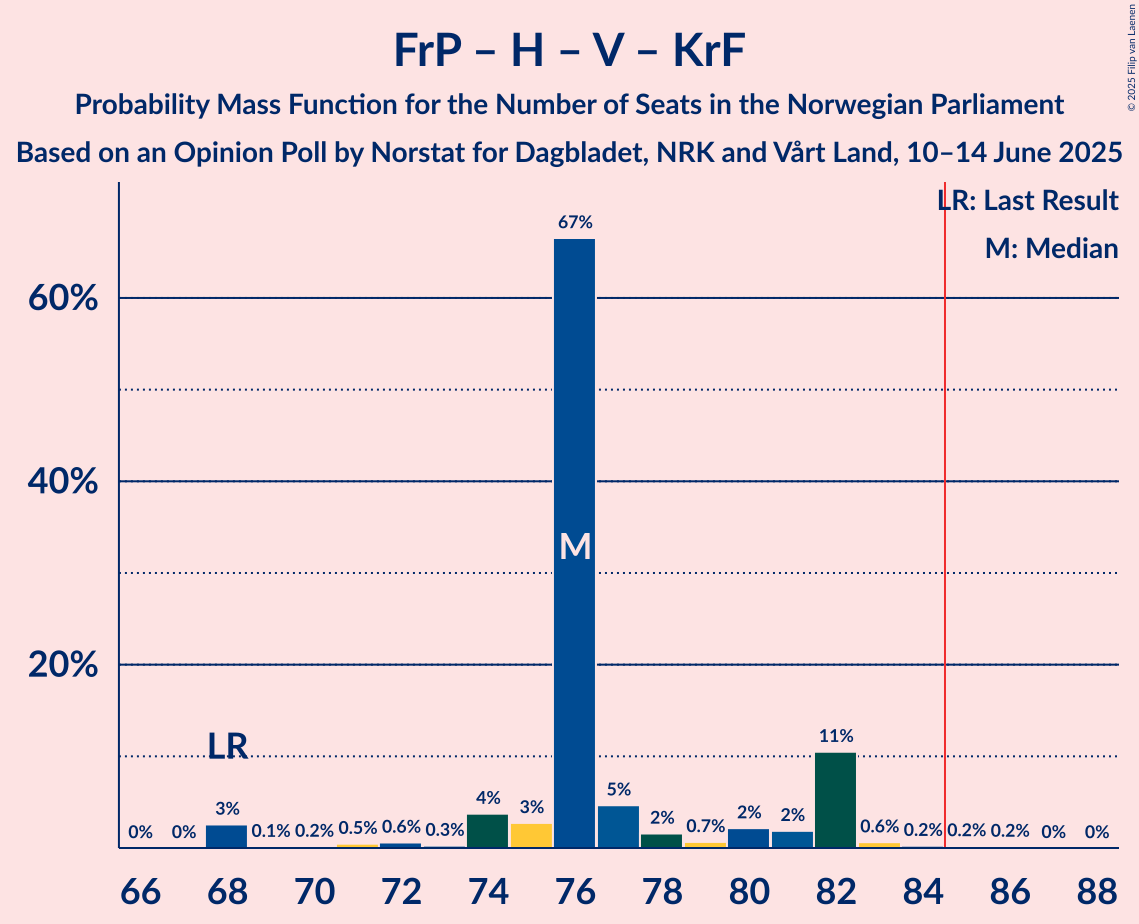 FrP – H – V – KrF
Probability Mass Function for the Number of Seats in the Norwegian Parliament
Based on an Opinion Poll by Norstat for Dagbladet, NRK and Vårt Land, 10–14 June 2025
© 2025 Filip van Laenen
LR: Last Result
M: Median
67%
60%
40%
M
20%
LR
11%
3% 4% 3% 5% 2% 2% 2%
0% 0% 0.1% 0.2% 0.5% 0.6% 0.3% 0.7% 0.6% 0.2% 0.2% 0.2% 0% 0%
66 68 70 72 74 76 78 80 82 84 86 88